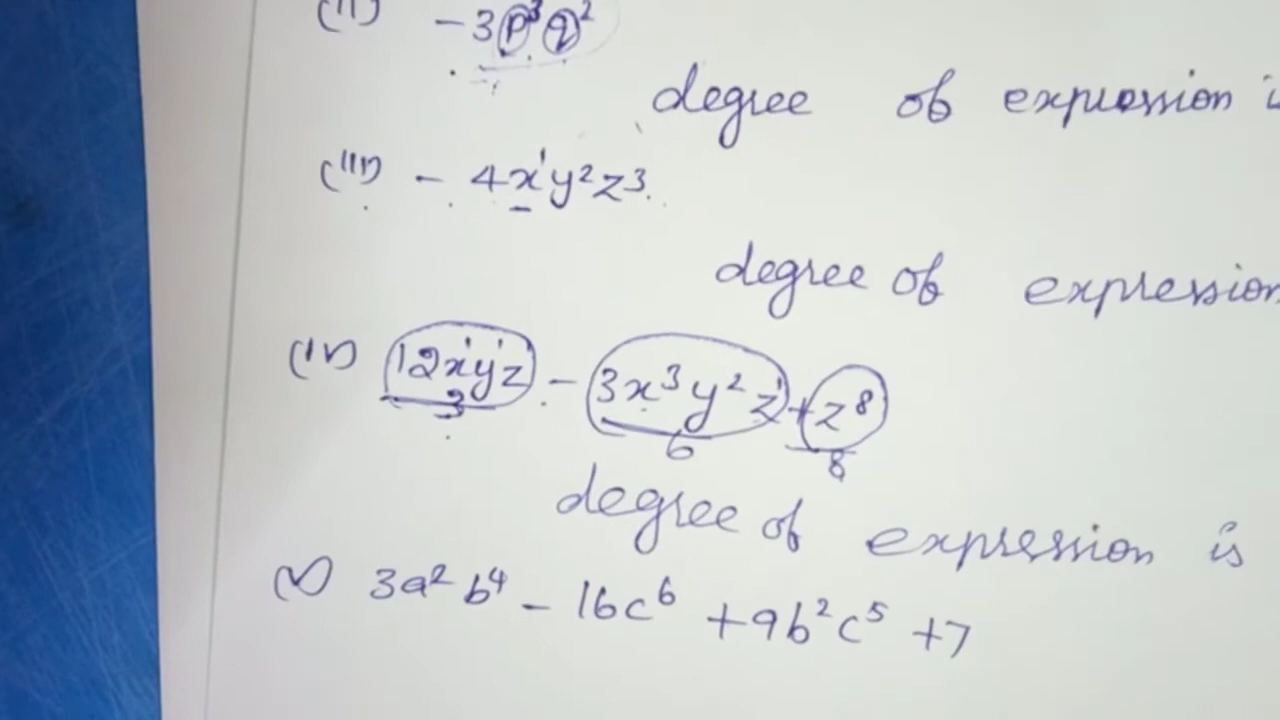 (II) - 3p³q²
degree of expression i
(III) - 4x¹y²z³.
degree of expression
(IV) 12x¹y¹z - 3x³y²z¹ + z⁸
3 6 8
degree of expression is
(V) 3a²b⁴ - 16c⁶ + 9b²c⁵ + 7